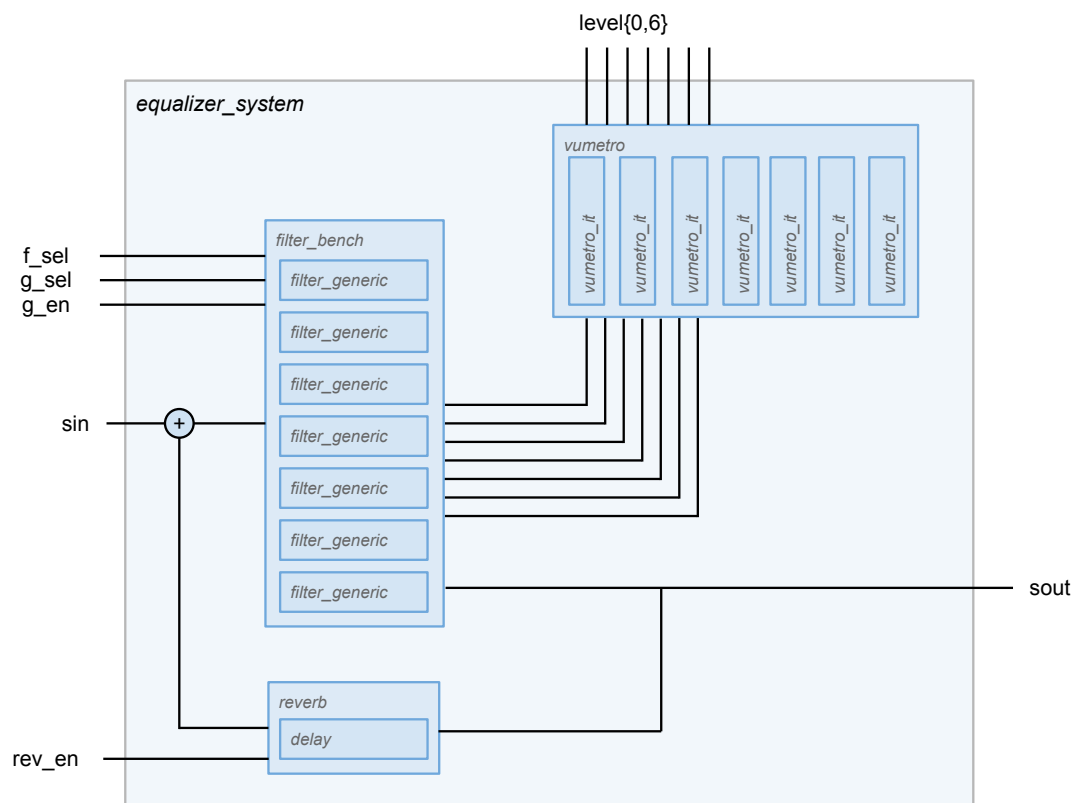 level{0,6}
equalizer_system
vumetro
vumetro_it
vumetro_it
vumetro_it
vumetro_it
vumetro_it
vumetro_it
vumetro_it
f_sel
g_sel
g_en
filter_bench
filter_generic
filter_generic
filter_generic
filter_generic
filter_generic
filter_generic
filter_generic
sin
+
sout
reverb
delay
rev_en